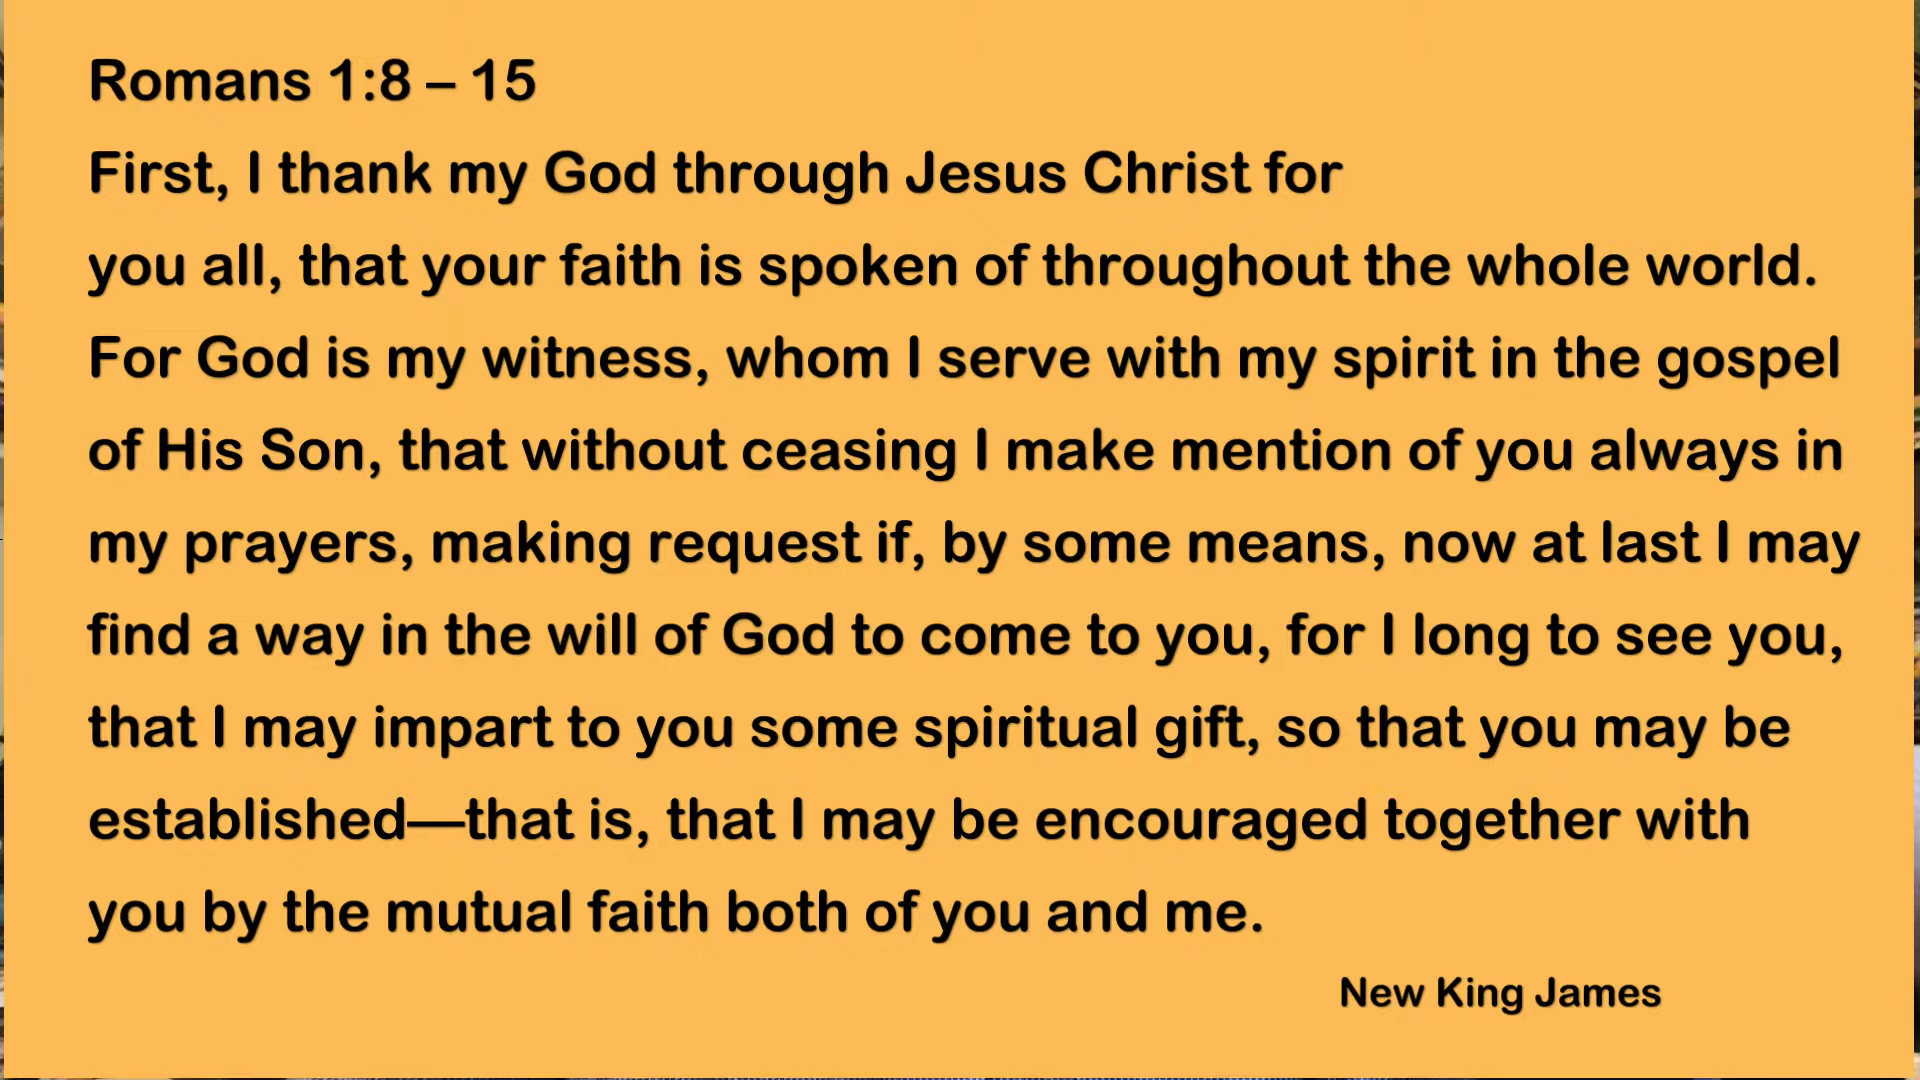 Romans 1:8 – 15
First, I thank my God through Jesus Christ for
you all, that your faith is spoken of throughout the whole world.
For God is my witness, whom I serve with my spirit in the gospel
of His Son, that without ceasing I make mention of you always in
my prayers, making request if, by some means, now at last I may
find a way in the will of God to come to you, for I long to see you,
that I may impart to you some spiritual gift, so that you may be
established—that is, that I may be encouraged together with
you by the mutual faith both of you and me.
New King James